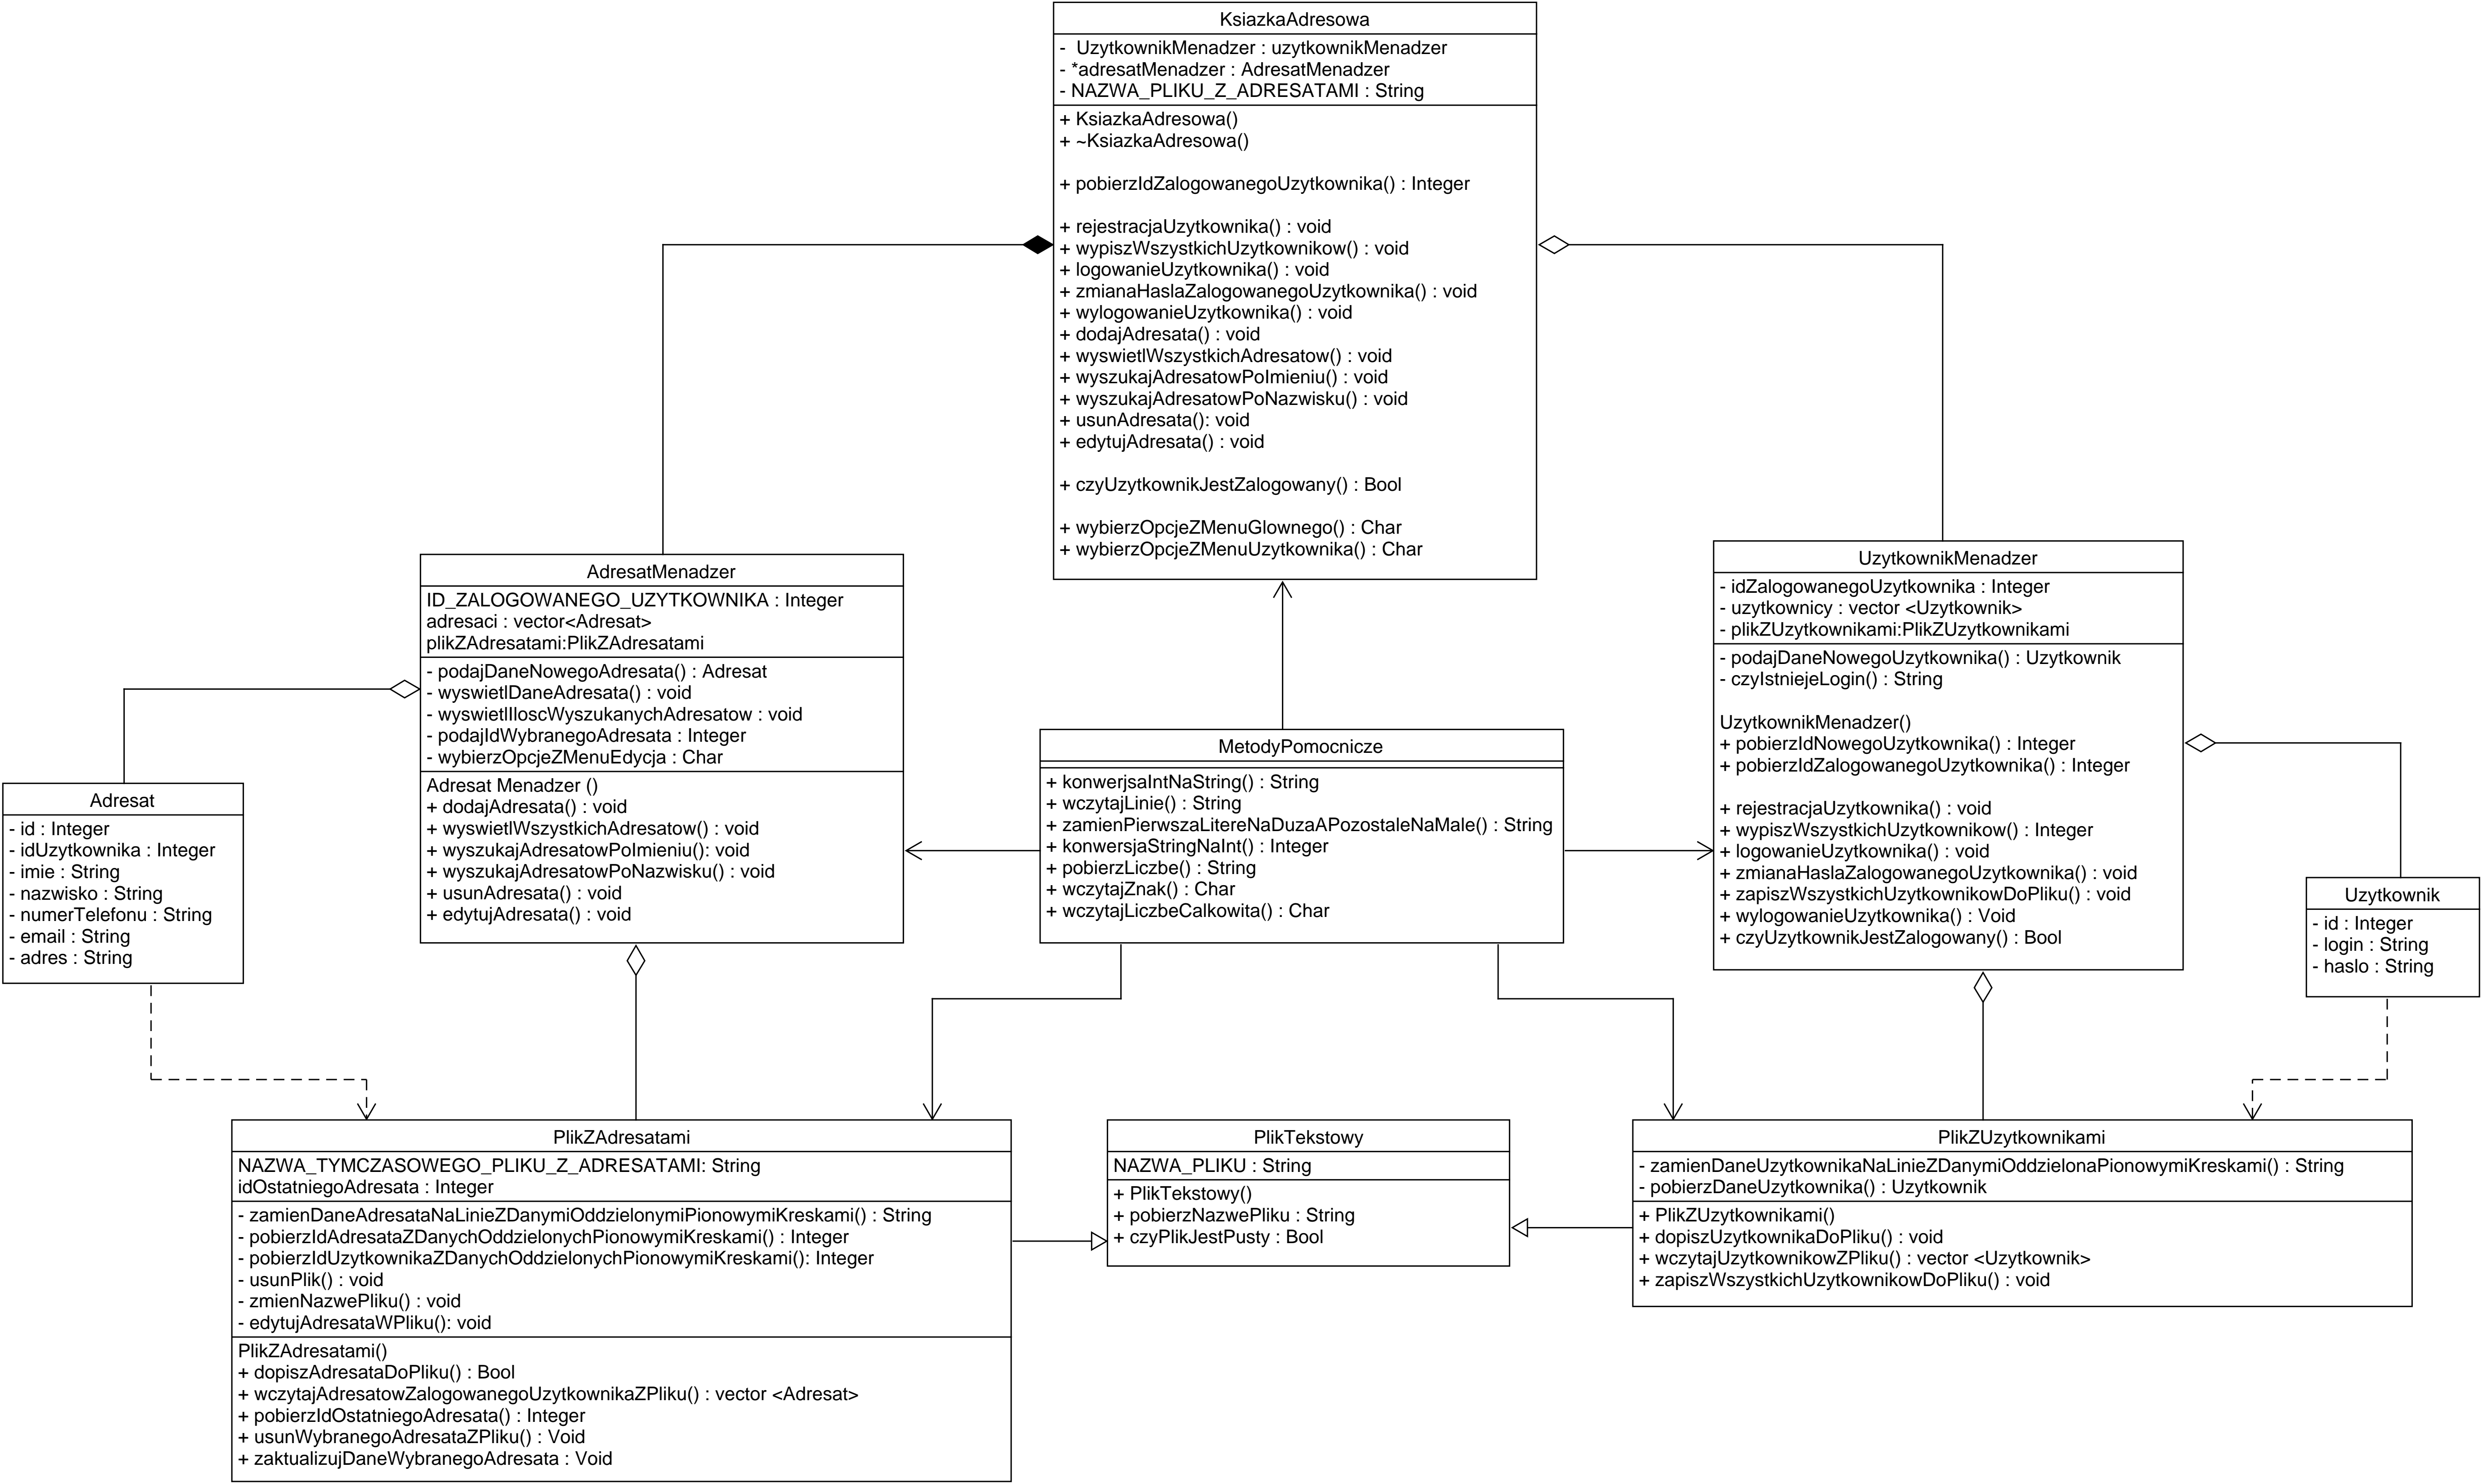 KsiazkaAdresowa
-  UzytkownikMenadzer : uzytkownikMenadzer
- *adresatMenadzer : AdresatMenadzer
- NAZWA_PLIKU_Z_ADRESATAMI : String
+ KsiazkaAdresowa()
+ ~KsiazkaAdresowa()
+ pobierzIdZalogowanegoUzytkownika() : Integer
+ rejestracjaUzytkownika() : void
+ wypiszWszystkichUzytkownikow() : void
+ logowanieUzytkownika() : void
+ zmianaHaslaZalogowanegoUzytkownika() : void
+ wylogowanieUzytkownika() : void
+ dodajAdresata() : void
+ wyswietlWszystkichAdresatow() : void
+ wyszukajAdresatowPoImieniu() : void
+ wyszukajAdresatowPoNazwisku() : void
+ usunAdresata(): void
+ edytujAdresata() : void
+ czyUzytkownikJestZalogowany() : Bool
+ wybierzOpcjeZMenuGlownego() : Char
+ wybierzOpcjeZMenuUzytkownika() : Char
AdresatMenadzer
ID_ZALOGOWANEGO_UZYTKOWNIKA : Integer
adresaci : vector<Adresat>
plikZAdresatami:PlikZAdresatami
- podajDaneNowegoAdresata() : Adresat
- wyswietlDaneAdresata() : void
- wyswietlIloscWyszukanychAdresatow : void
- podajIdWybranegoAdresata : Integer
- wybierzOpcjeZMenuEdycja : Char
Adresat Menadzer ()
+ dodajAdresata() : void
+ wyswietlWszystkichAdresatow() : void
+ wyszukajAdresatowPoImieniu(): void
+ wyszukajAdresatowPoNazwisku() : void
+ usunAdresata() : void
+ edytujAdresata() : void
UzytkownikMenadzer
- idZalogowanegoUzytkownika : Integer
- uzytkownicy : vector <Uzytkownik>
- plikZUzytkownikami:PlikZUzytkownikami
- podajDaneNowegoUzytkownika() : Uzytkownik
- czyIstniejeLogin() : String
UzytkownikMenadzer()
+ pobierzIdNowegoUzytkownika() : Integer
+ pobierzIdZalogowanegoUzytkownika() : Integer
+ rejestracjaUzytkownika() : void
+ wypiszWszystkichUzytkownikow() : Integer
+ logowanieUzytkownika() : void
+ zmianaHaslaZalogowanegoUzytkownika() : void
+ zapiszWszystkichUzytkownikowDoPliku() : void
+ wylogowanieUzytkownika() : Void
+ czyUzytkownikJestZalogowany() : Bool
MetodyPomocnicze
+ konwerjsaIntNaString() : String
+ wczytajLinie() : String
+ zamienPierwszaLitereNaDuzaAPozostaleNaMale() : String
+ konwersjaStringNaInt() : Integer
+ pobierzLiczbe() : String
+ wczytajZnak() : Char
+ wczytajLiczbeCalkowita() : Char
Adresat
- id : Integer
- idUzytkownika : Integer
- imie : String
- nazwisko : String
- numerTelefonu : String
- email : String
- adres : String
Uzytkownik
- id : Integer
- login : String
- haslo : String
PlikZAdresatami
NAZWA_TYMCZASOWEGO_PLIKU_Z_ADRESATAMI: String
idOstatniegoAdresata : Integer
- zamienDaneAdresataNaLinieZDanymiOddzielonymiPionowymiKreskami() : String
- pobierzIdAdresataZDanychOddzielonychPionowymiKreskami() : Integer
- pobierzIdUzytkownikaZDanychOddzielonychPionowymiKreskami(): Integer
- usunPlik() : void
- zmienNazwePliku() : void
- edytujAdresataWPliku(): void
PlikZAdresatami()
+ dopiszAdresataDoPliku() : Bool
+ wczytajAdresatowZalogowanegoUzytkownikaZPliku() : vector <Adresat>
+ pobierzIdOstatniegoAdresata() : Integer
+ usunWybranegoAdresataZPliku() : Void
+ zaktualizujDaneWybranegoAdresata : Void
PlikTekstowy
NAZWA_PLIKU : String
+ PlikTekstowy()
+ pobierzNazwePliku : String
+ czyPlikJestPusty : Bool
PlikZUzytkownikami
- zamienDaneUzytkownikaNaLinieZDanymiOddzielonaPionowymiKreskami() : String
- pobierzDaneUzytkownika() : Uzytkownik
+ PlikZUzytkownikami()
+ dopiszUzytkownikaDoPliku() : void
+ wczytajUzytkownikowZPliku() : vector <Uzytkownik>
+ zapiszWszystkichUzytkownikowDoPliku() : void